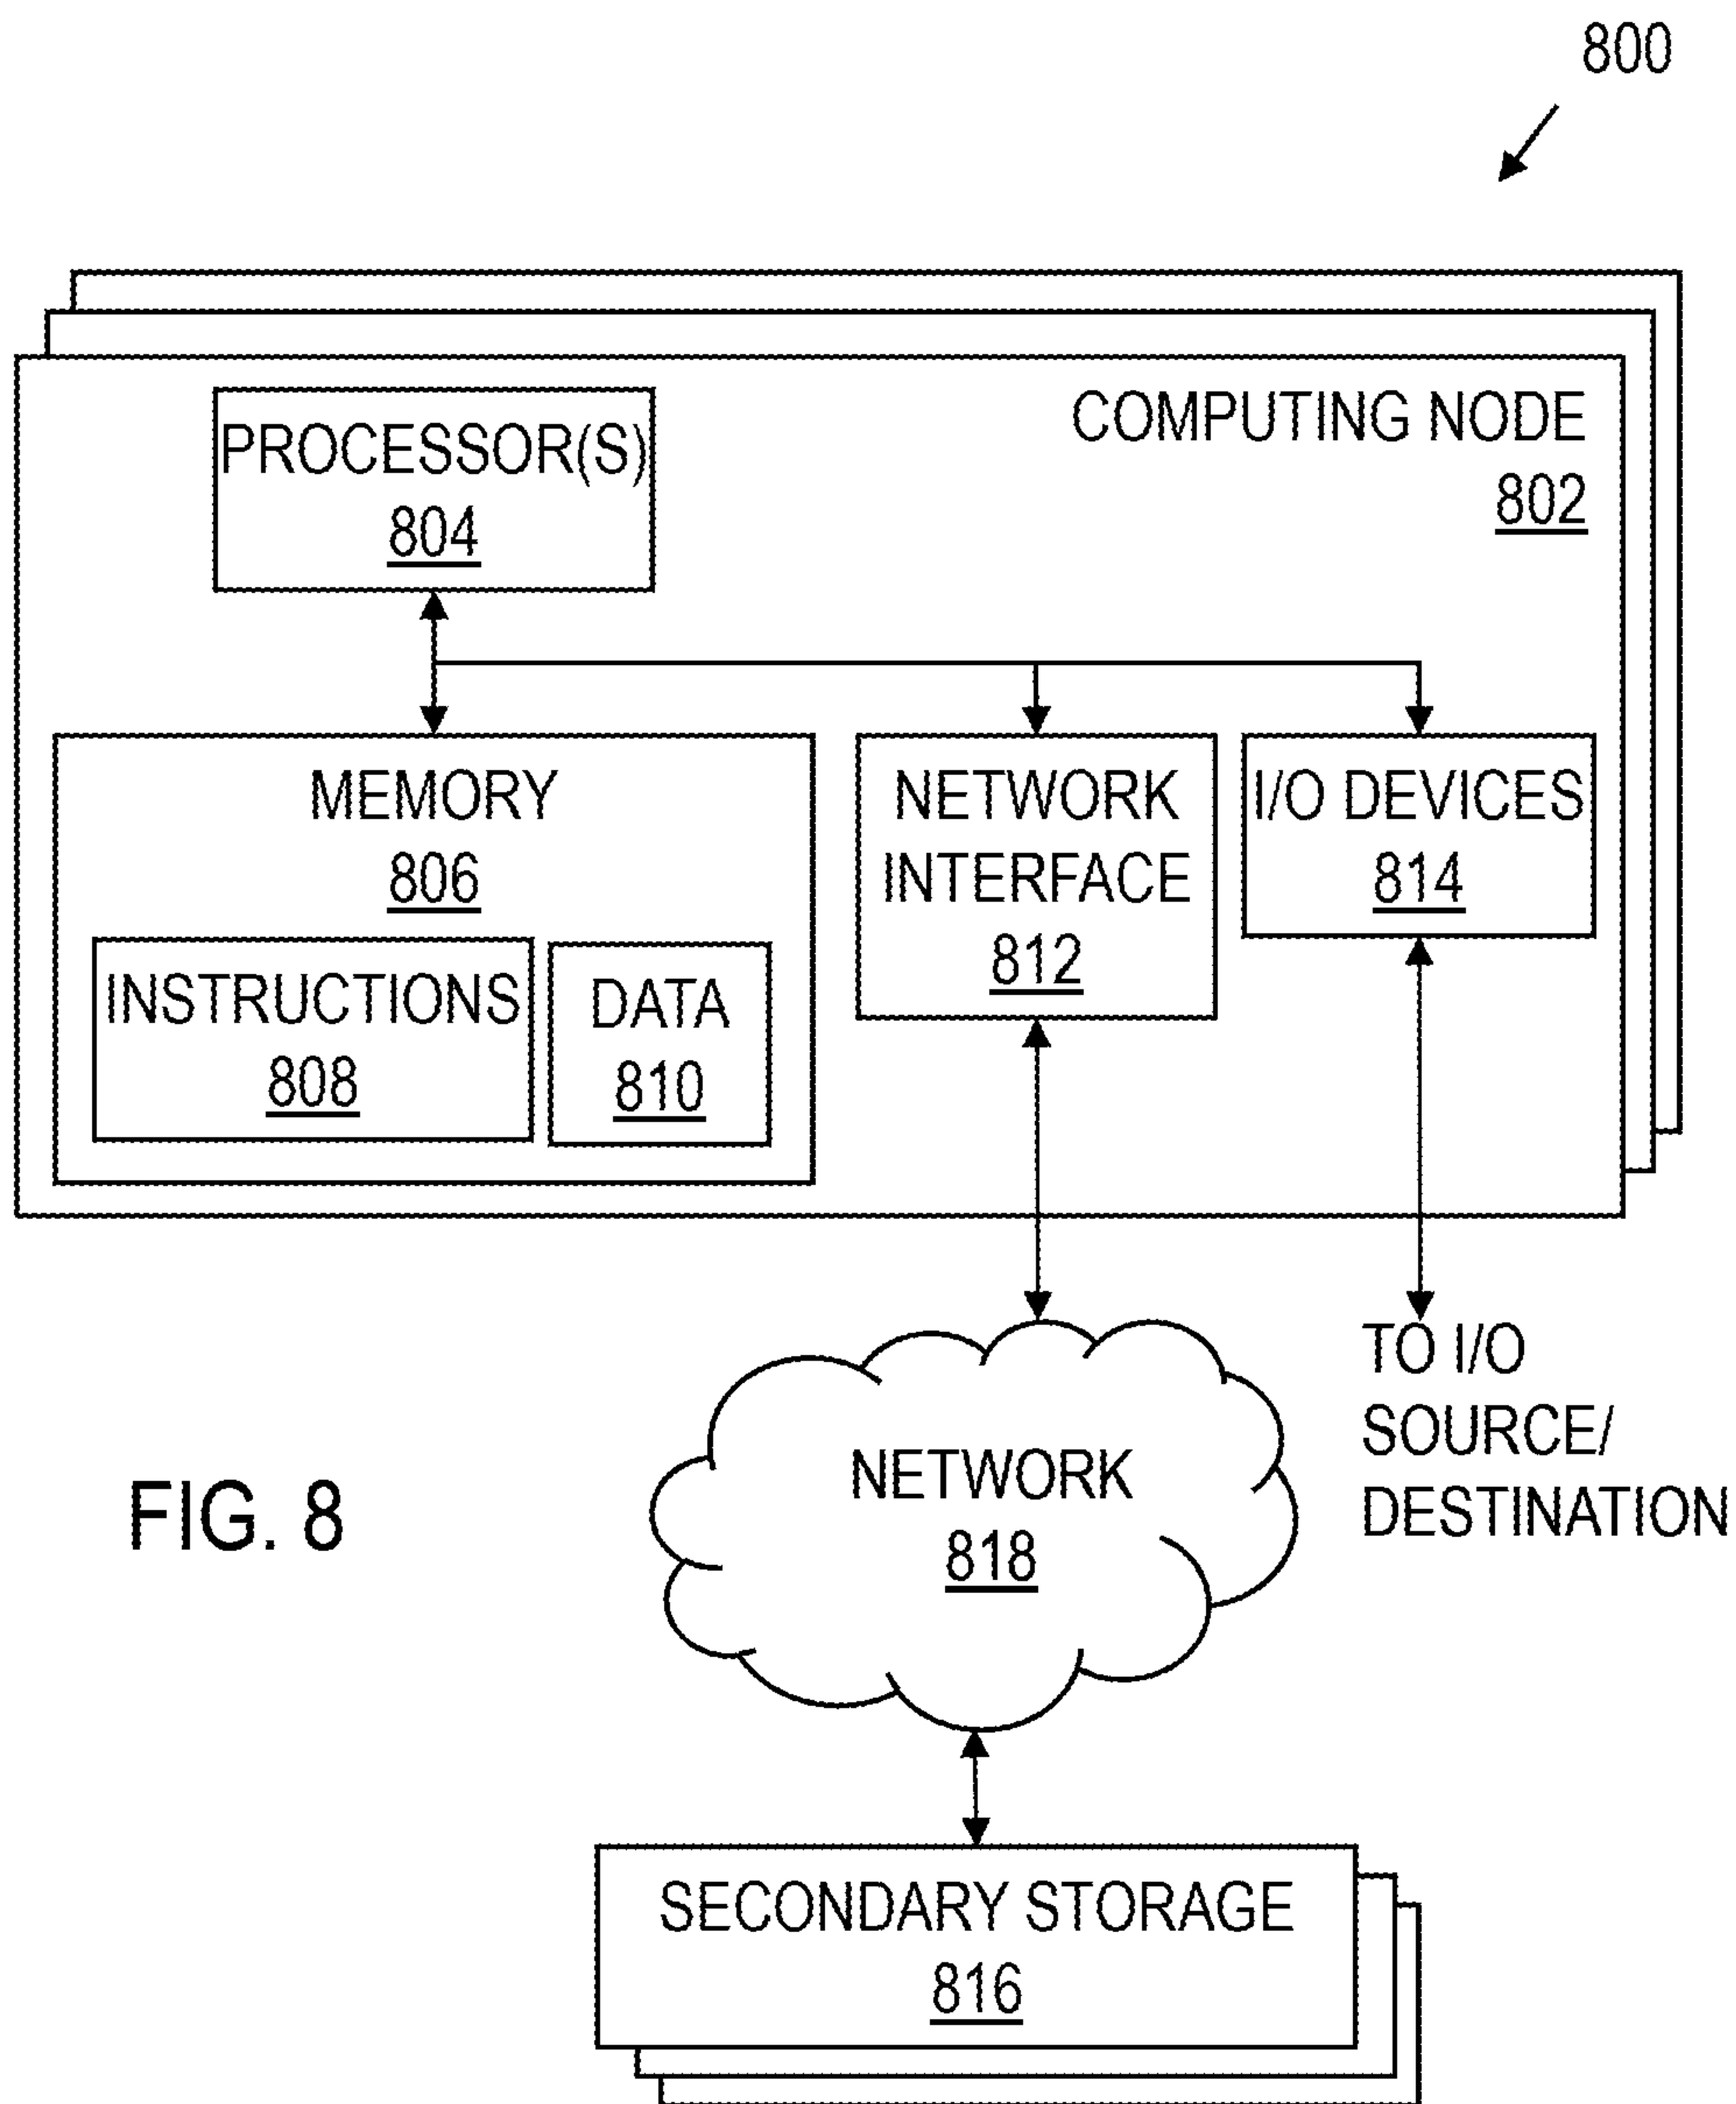 800
COMPUTING NODE
802
PROCESSOR(S)
804
MEMORY
806
INSTRUCTIONS
808
DATA
810
NETWORK
INTERFACE
812
I/O DEVICES
814
TO I/O
SOURCE/
DESTINATION
NETWORK
818
FIG. 8
SECONDARY STORAGE
816